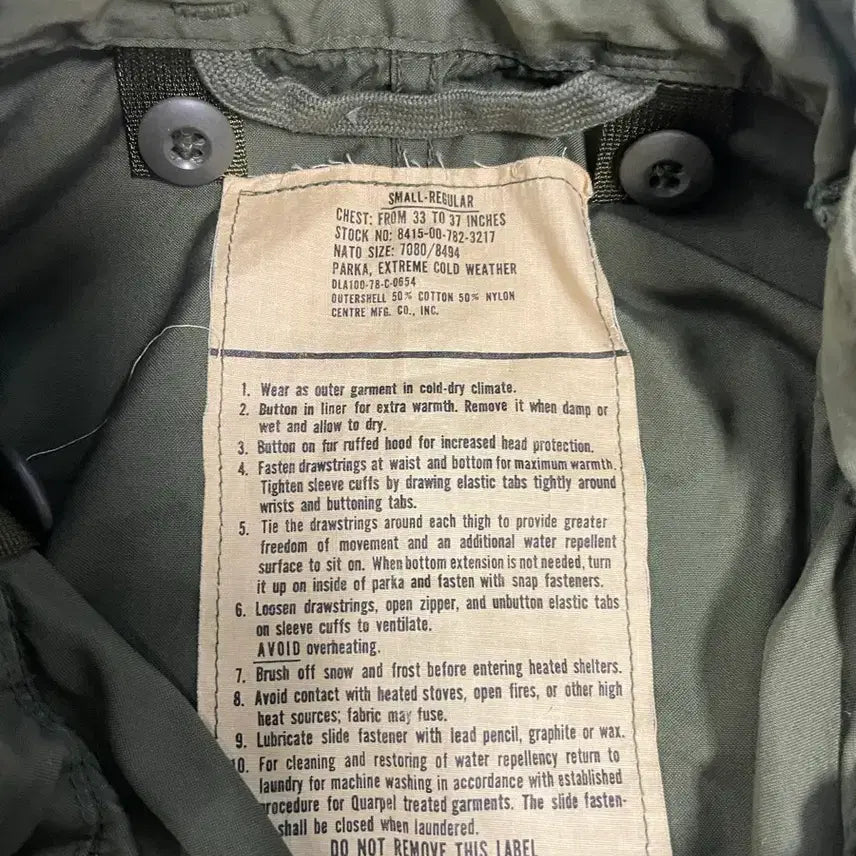 SMALL-REGULAR
CHEST: FROM 33 TO 37 INCHES
STOCK NO: 8415-00-782-3217
NATO SIZE: 7080/8494
PARKA, EXTREME COLD WEATHER
DLA100-78-C-0654
OUTERSHELL 50% COTTON 50% NYLON
CENTRE MFG. CO., INC.
1. Wear as outer garment in cold-dry climate.
2. Button in liner for extra warmth. Remove it when damp or
wet and allow to dry.
3. Button on fur ruffed hood for increased head protection.
4. Fasten drawstrings at waist and bottom for maximum warmth.
Tighten sleeve cuffs by drawing elastic tabs tightly around
wrists and buttoning tabs.
5. Tie the drawstrings around each thigh to provide greater
freedom of movement and an additional water repellent
surface to sit on. When bottom extension is not needed, turn
it up on inside of parka and fasten with snap fasteners.
6. Loosen drawstrings, open zipper, and unbutton elastic tabs
on sleeve cuffs to ventilate.
AVOID overheating.
7. Brush off snow and frost before entering heated shelters.
8. Avoid contact with heated stoves, open fires, or other high
heat sources; fabric may fuse.
9. Lubricate slide fastener with lead pencil, graphite or wax.
10. For cleaning and restoring of water repellency return to
laundry for machine washing in accordance with established
rocedure for Quarpel treated garments. The slide fasten-
shall be closed when laundered.
DO NOT REMOVE THIS LABEL